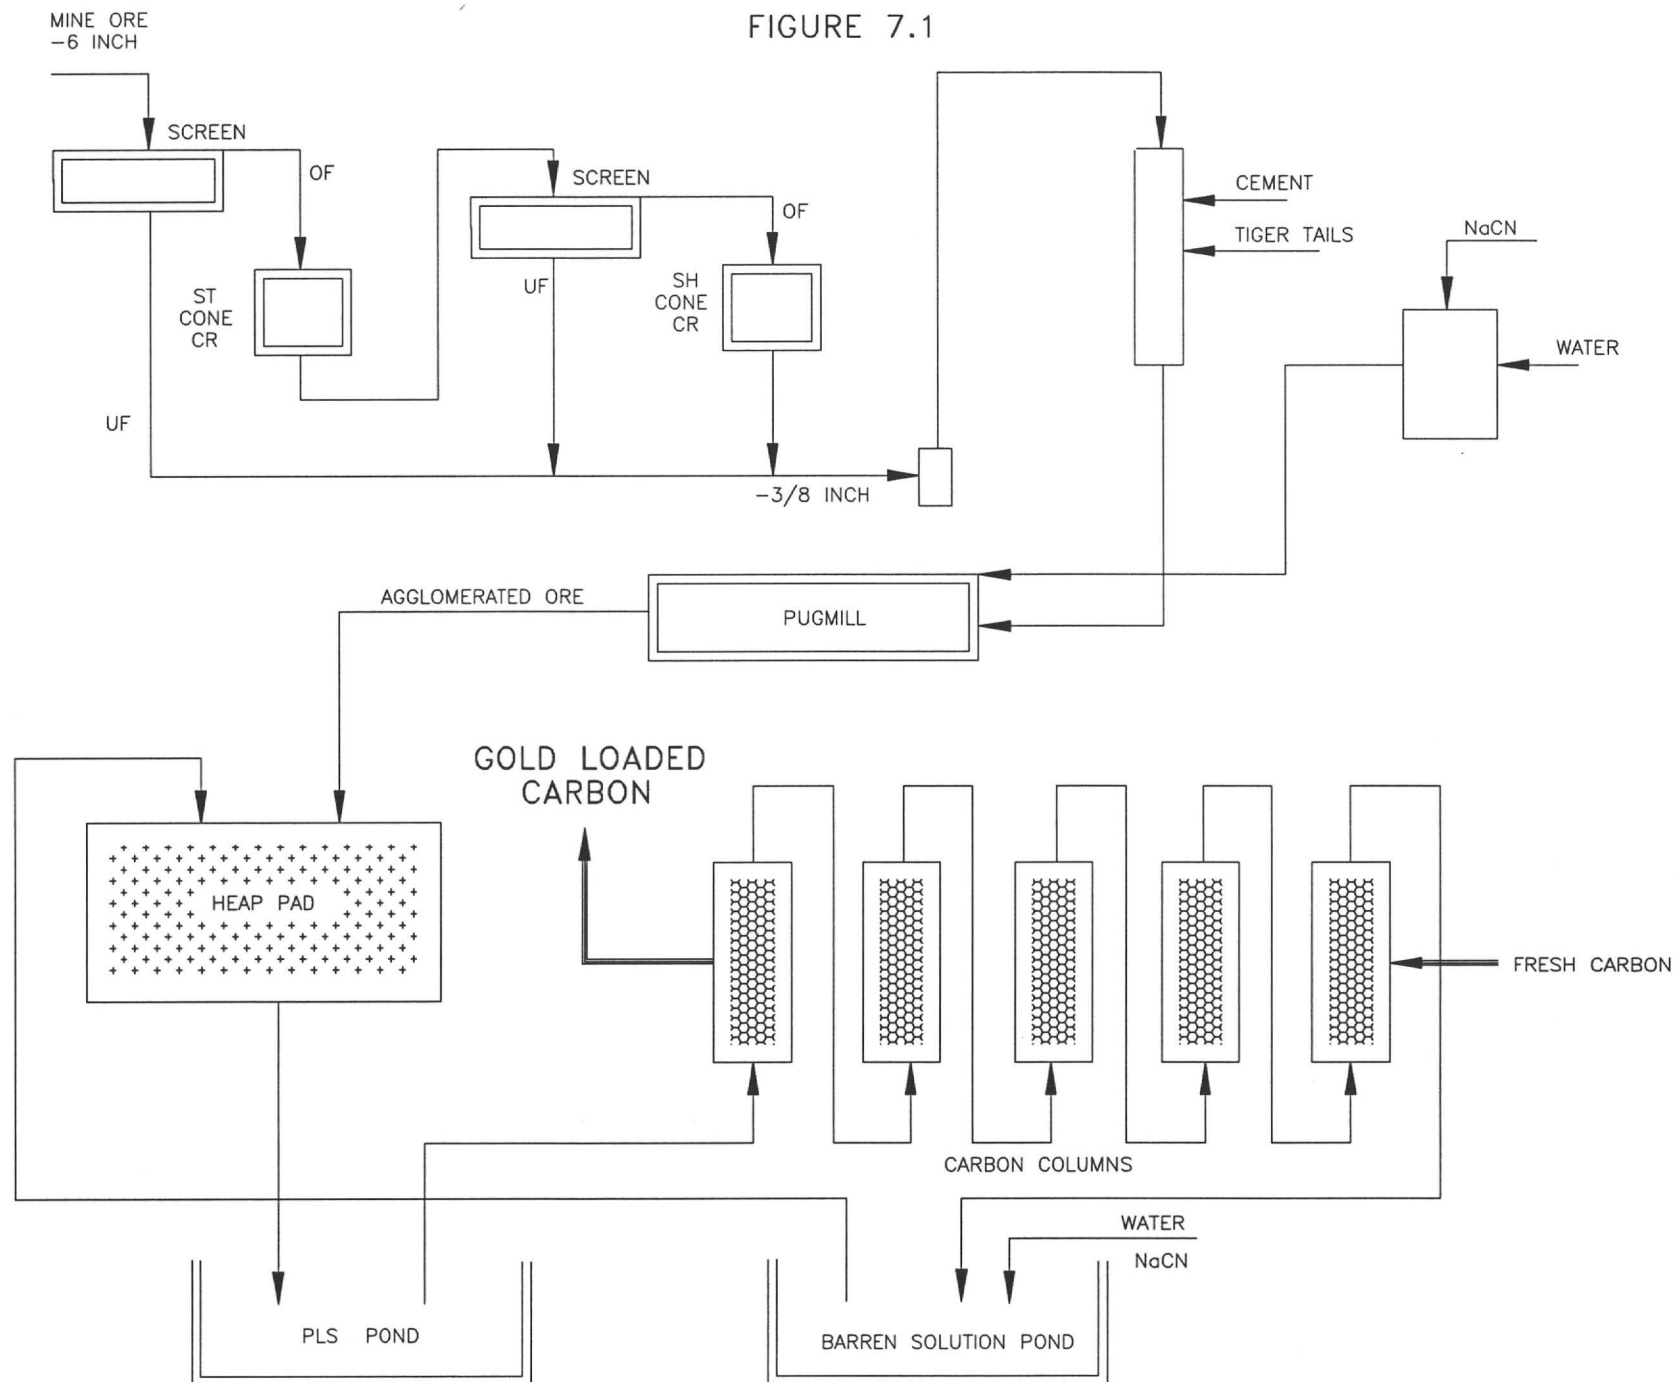 FIGURE 7.1
MINE ORE
-6 INCH
SCREEN
OF
ST
CONE
CR
UF
SCREEN
OF
UF
SH
CONE
CR
-3/8 INCH
CEMENT
TIGER TAILS
NaCN
WATER
AGGLOMERATED ORE
PUGMILL
GOLD LOADED
CARBON
HEAP PAD
FRESH CARBON
CARBON COLUMNS
WATER
NaCN
PLS POND
BARREN SOLUTION POND